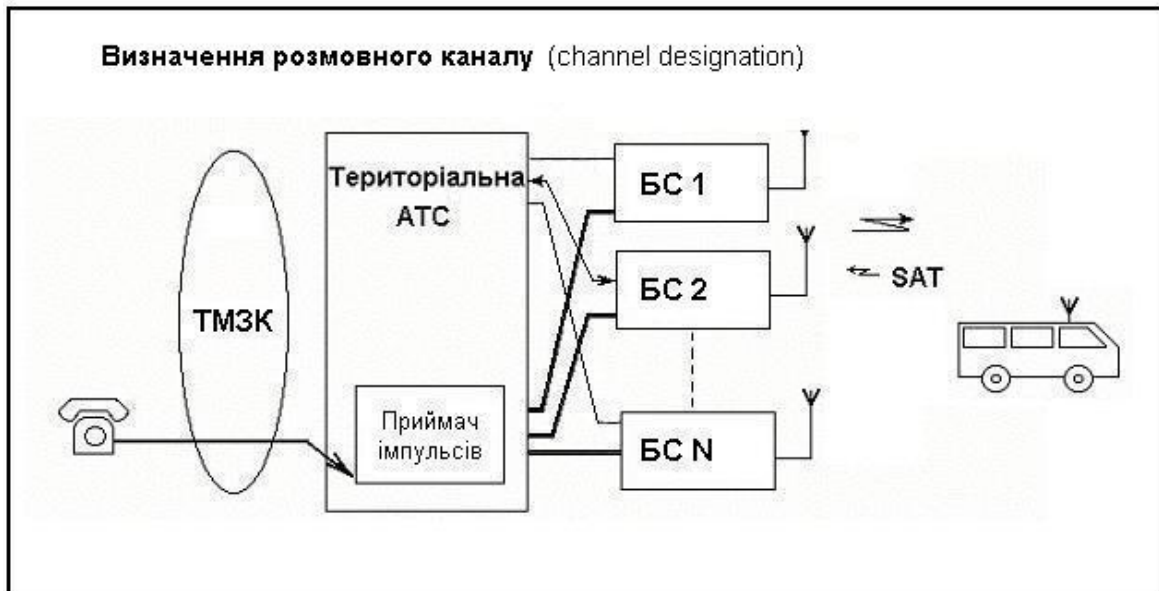 Визначення розмовного каналу (channel designation)
Територіальна
АТС
ТМЗК
Приймач
імпульсів
БС 1
БС 2
БС N
SAT